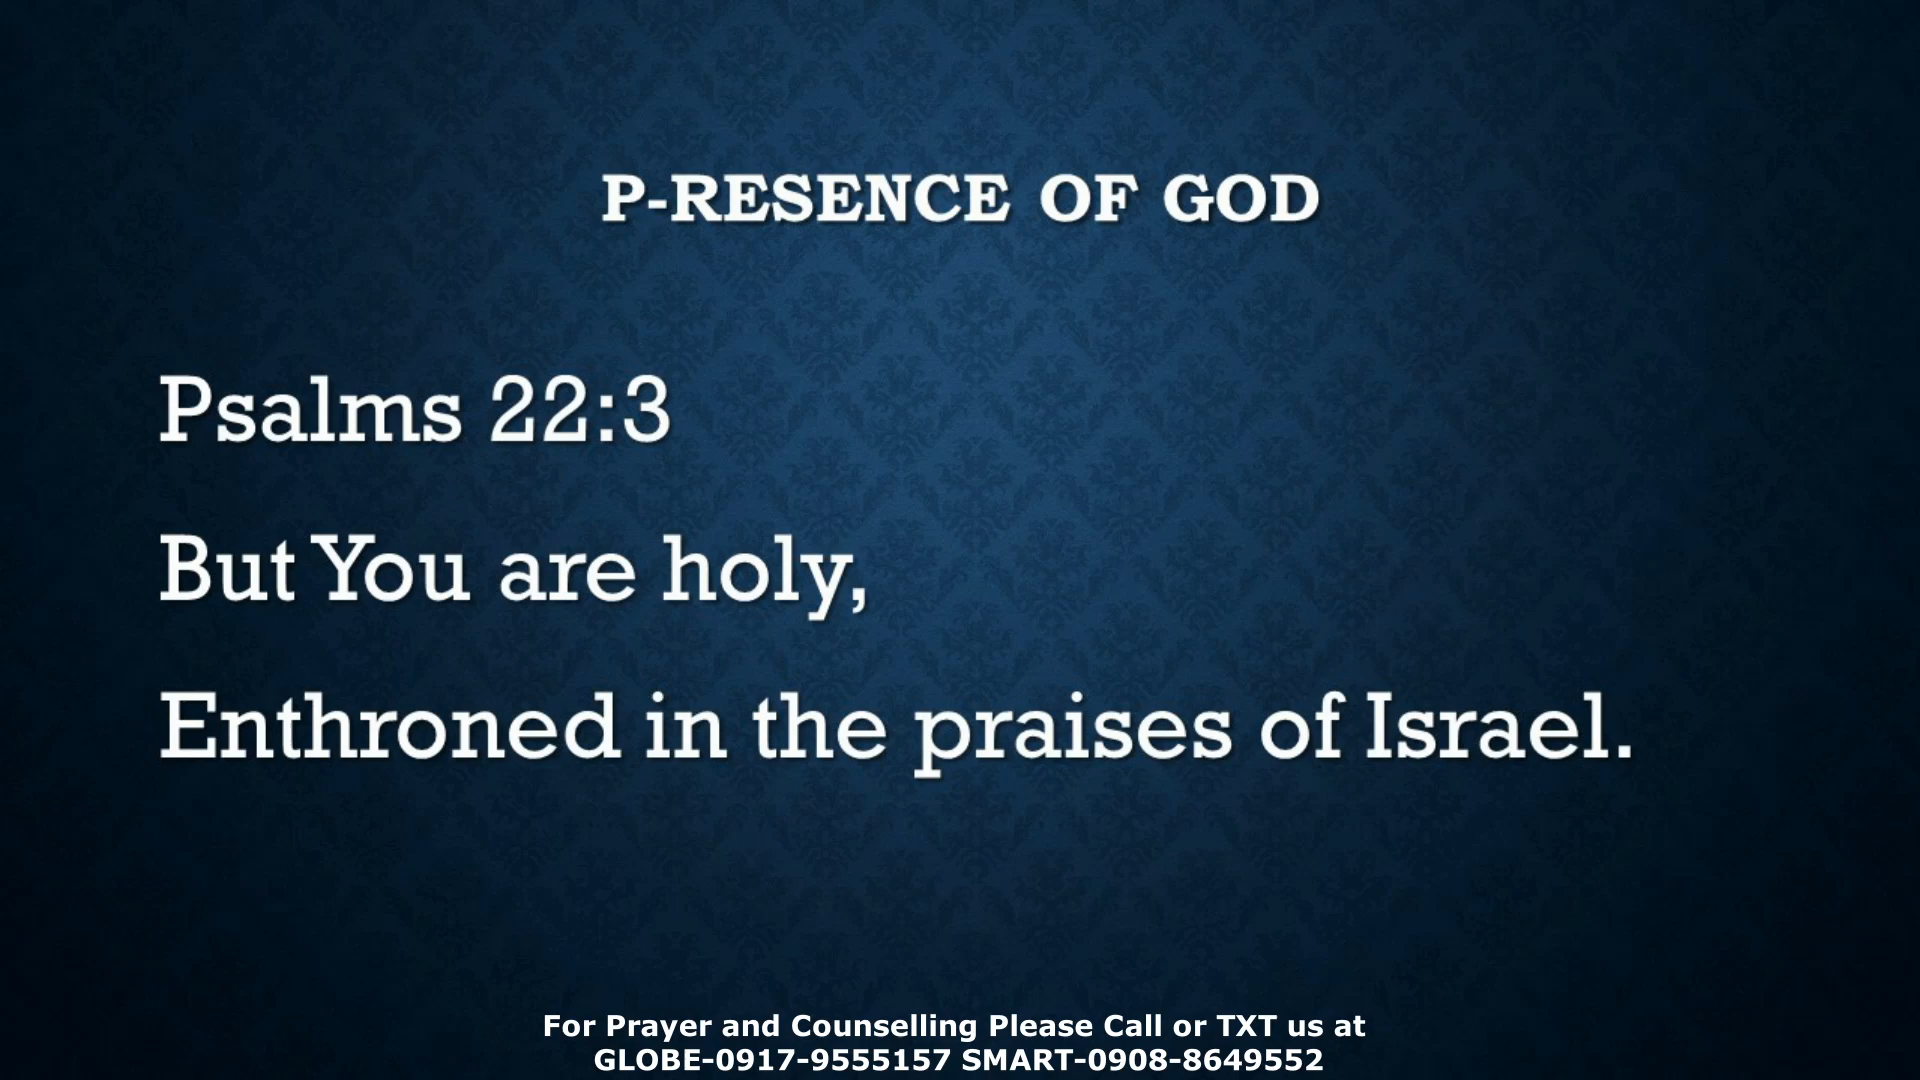 P-RESENCE OF GOD
Psalms 22:3
But You are holy,
Enthroned in the praises of Israel.
For Prayer and Counselling Please Call or TXT us at
GLOBE-0917-9555157 SMART-0908-8649552